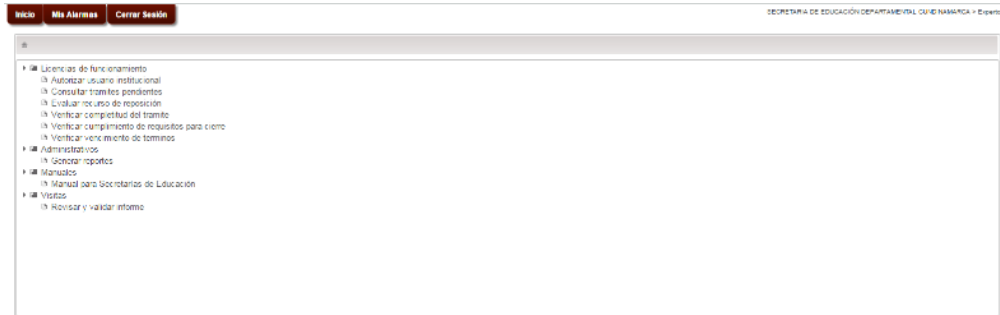 Inicio
Mis Alarmas
Cerrar Sesión
SECRETARIA DE EDUCACIÓN DEPARTAMENTAL CUNDINAMARCA > Experto
Licencias de funcionamiento
Autorizar usuario institucional
Consultar tramites pendientes
Evaluar recurso de reposición
Verificar completitud del tramite
Verificar cumplimiento de requisitos para cierre
Verificar vencimiento de terminos
Administrativos
Generar reportes
Manuales
Manual para Secretarías de Educación
Visitas
Revisar y validar informe